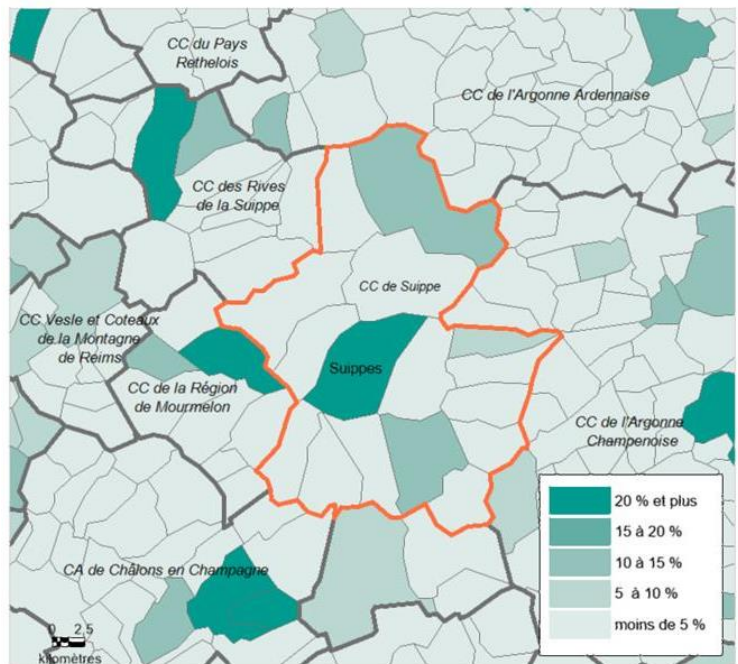 CC du Pays
Rethelois
CC de l'Argonne Ardennaise
CC des Rives
de la Suippe
CC de Suippe
CC Vesle et Coteaux
de la Montagne
de Reims
Suippes
CC de la Région
de Mourmelon
CC de l'Argonne
Champenoise
CA de Châlons en Champagne
20 % et plus
15 à 20 %
10 à 15 %
5 à 10 %
moins de 5 %
0 2,5
kilomètres